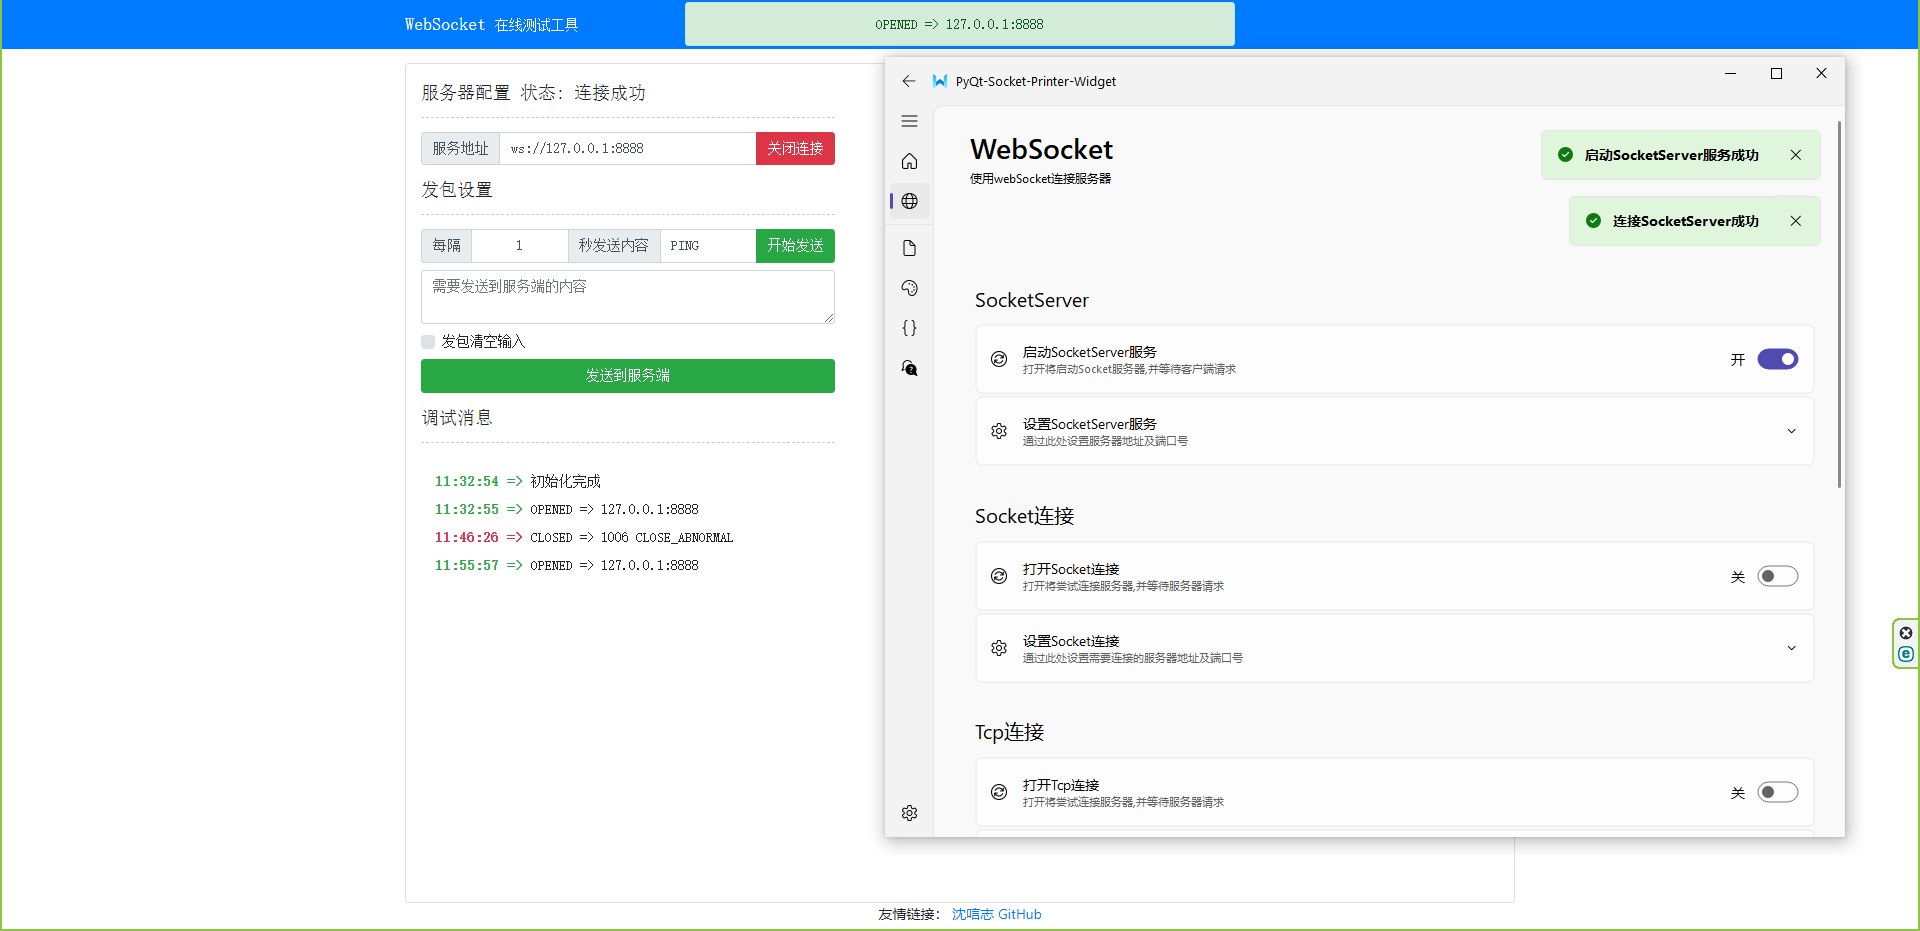 WebSocket 在线测试工具
OPENED => 127.0.0.1:8888
服务器配置 状态: 连接成功
服务地址 ws://127.0.0.1:8888 关闭连接
发包设置
每隔 1 秒发送内容 PING 开始发送
需要发送到服务端的内容
发包清空输入
发送到服务端
调试消息
11:32:54 => 初始化完成
11:32:55 => OPENED => 127.0.0.1:8888
11:46:26 => CLOSED => 1006 CLOSE_ABNORMAL
11:55:57 => OPENED => 127.0.0.1:8888
PyQt-Socket-Printer-Widget
WebSocket
使用webSocket连接服务器
启动SocketServer服务成功
连接SocketServer成功
SocketServer
启动SocketServer服务
打开将启动Socket服务器,并等待客户端请求
开
设置SocketServer服务
通过此处设置服务器地址及端口号
Socket连接
打开Socket连接
打开将尝试连接服务器,并等待服务器请求
关
设置Socket连接
通过此处设置需要连接的服务器地址及端口号
Tcp连接
打开Tcp连接
打开将尝试连接服务器,并等待服务器请求
关
友情链接: 沈唁志 GitHub